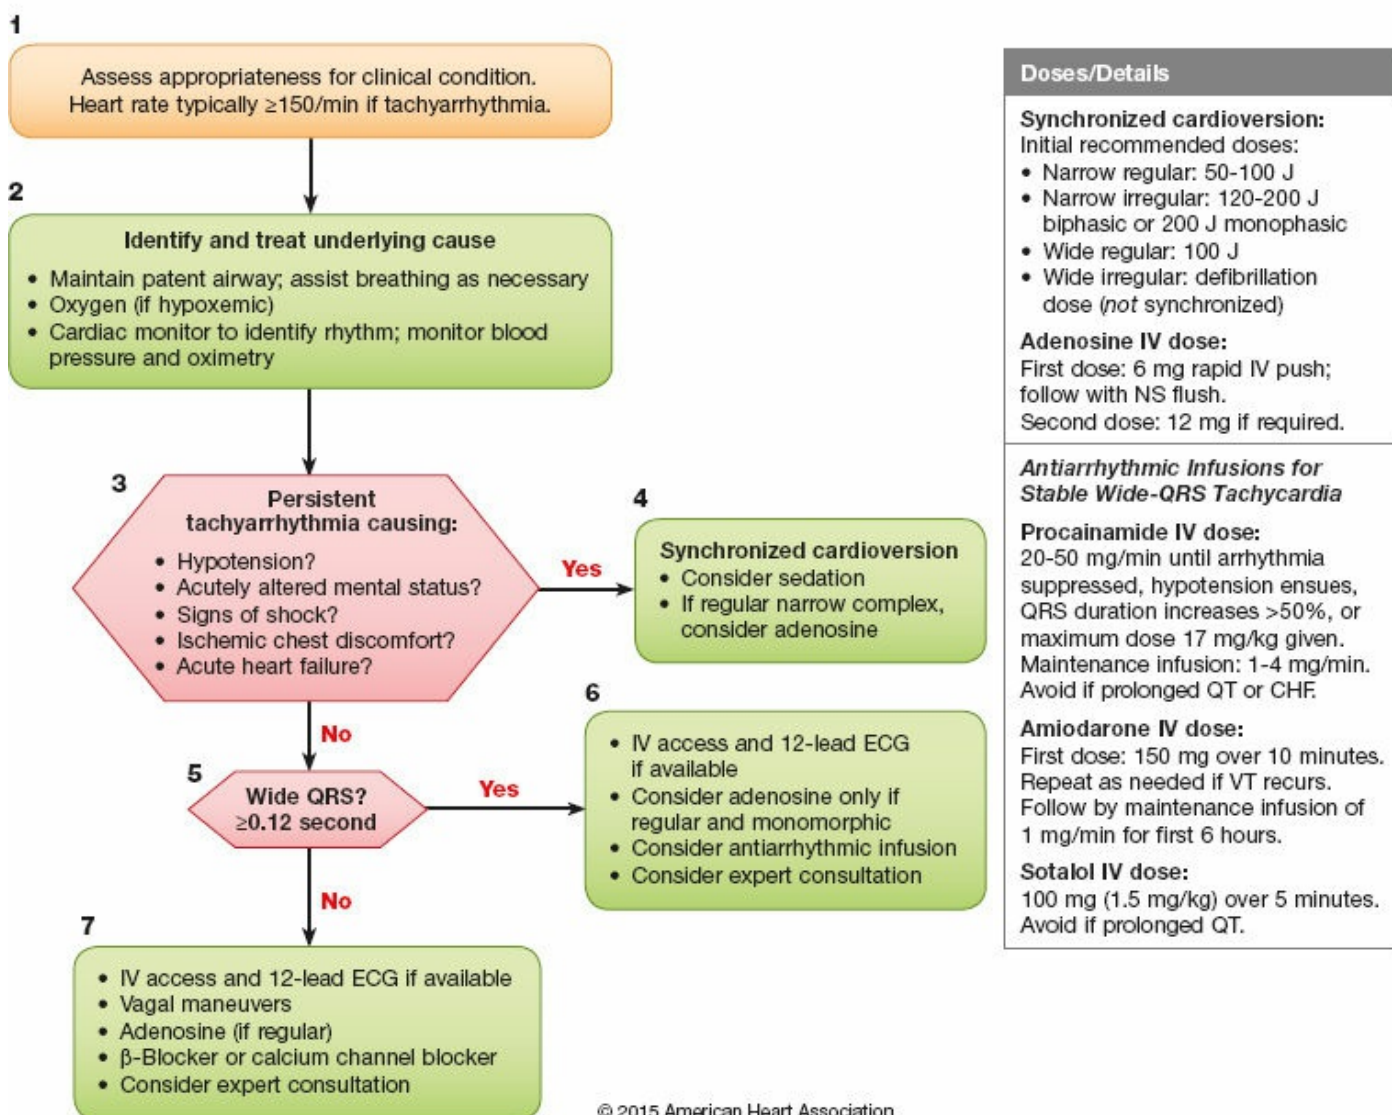 1
Assess appropriateness for clinical condition.
Heart rate typically ≥150/min if tachyarrhythmia.
2
Identify and treat underlying cause
• Maintain patent airway; assist breathing as necessary
• Oxygen (if hypoxemic)
• Cardiac monitor to identify rhythm; monitor blood
pressure and oximetry
3
Persistent
tachyarrhythmia causing:
• Hypotension?
• Acutely altered mental status?
• Signs of shock?
• Ischemic chest discomfort?
• Acute heart failure?
Yes
4
Synchronized cardioversion
• Consider sedation
• If regular narrow complex,
consider adenosine
No
5
Wide QRS?
≥0.12 second
Yes
6
• IV access and 12-lead ECG
if available
• Consider adenosine only if
regular and monomorphic
• Consider antiarrhythmic infusion
• Consider expert consultation
No
7
• IV access and 12-lead ECG if available
• Vagal maneuvers
• Adenosine (if regular)
• β-Blocker or calcium channel blocker
• Consider expert consultation
Doses/Details
Synchronized cardioversion:
Initial recommended doses:
• Narrow regular: 50-100 J
• Narrow irregular: 120-200 J
biphasic or 200 J monophasic
• Wide regular: 100 J
• Wide irregular: defibrillation
dose (not synchronized)
Adenosine IV dose:
First dose: 6 mg rapid IV push;
follow with NS flush.
Second dose: 12 mg if required.
Antiarrhythmic Infusions for
Stable Wide-QRS Tachycardia
Procainamide IV dose:
20-50 mg/min until arrhythmia
suppressed, hypotension ensues,
QRS duration increases >50%, or
maximum dose 17 mg/kg given.
Maintenance infusion: 1-4 mg/min.
Avoid if prolonged QT or CHF.
Amiodarone IV dose:
First dose: 150 mg over 10 minutes.
Repeat as needed if VT recurs.
Follow by maintenance infusion of
1 mg/min for first 6 hours.
Sotalol IV dose:
100 mg (1.5 mg/kg) over 5 minutes.
Avoid if prolonged QT.
© 2015 American Heart Association